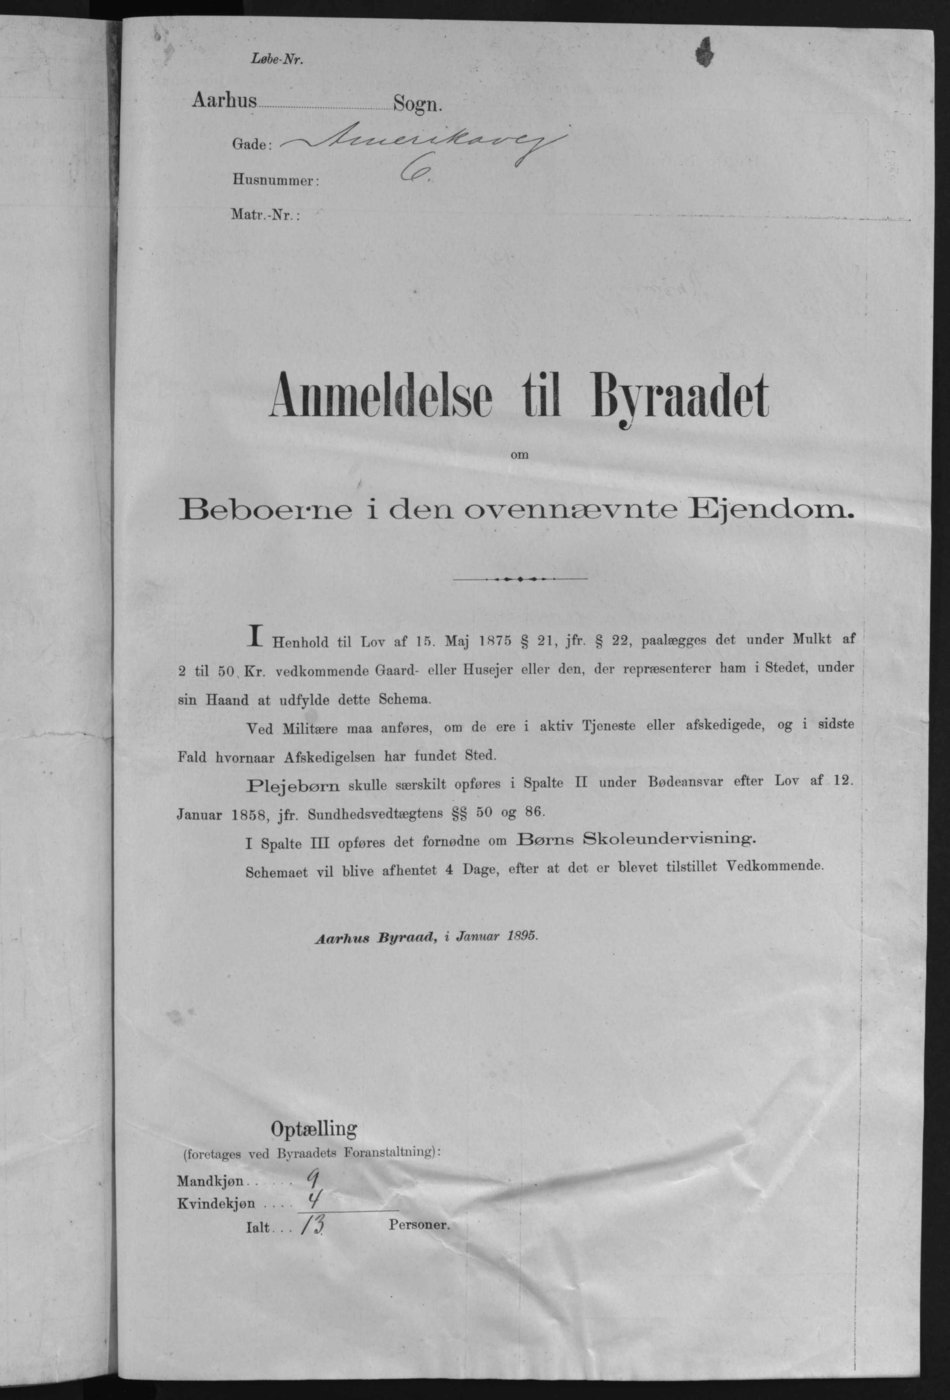 Løbe-Nr.
Aarhus Sogn.
Gade: Amerikavej
Husnummer: 6.
Matr.-Nr.:
Anmeldelse til Byraadet
om
Beboerne i den ovennævnte Ejendom.
I Henhold til Lov af 15. Maj 1875 § 21, jfr. § 22, paalægges det under Mulkt af
2 til 50 Kr. vedkommende Gaard- eller Husejer eller den, der repræsenterer ham i Stedet, under
sin Haand at udfylde dette Schema.
Ved Militære maa anføres, om de ere i aktiv Tjeneste eller afskedigede, og i sidste
Fald hvornaar Afskedigelsen har fundet Sted.
Plejebørn skulle særskilt opføres i Spalte II under Bødeansvar efter Lov af 12.
Januar 1858, jfr. Sundhedsvedtægtens §§ 50 og 86.
I Spalte III opføres det fornødne om Børns Skoleundervisning.
Schemaet vil blive afhentet 4 Dage, efter at det er blevet tilstillet Vedkommende.
Aarhus Byraad, i Januar 1895.
Optælling
(foretages ved Byraadets Foranstaltning):
Mandkjøn...... 9
Kvindekjøn .... 4
Ialt... 13 Personer.